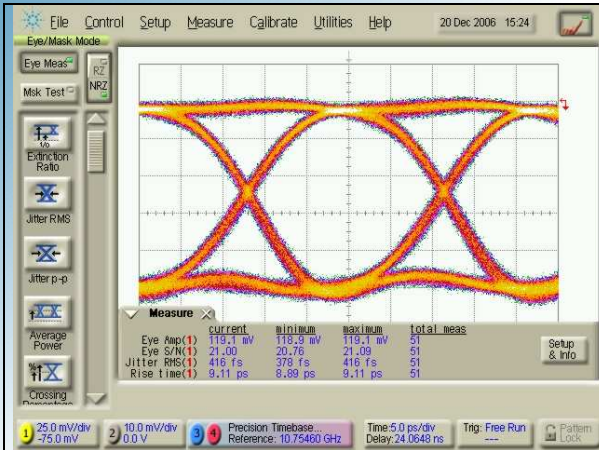 File Control Setup Measure Calibrate Utilities Help 20 Dec 2006 15:24
Eye/Mask Mode
Eye Meas
RZ
NRZ
Msk Test
1/0
Extinction
Ratio
Jitter RMS
Jitter p-p
Average
Power
Crossing
Percentage
Measure
current minimum maximum total meas
Eye Amp(1) 119.1 mV 118.9 mV 119.1 mV 51
Eye S/N(1) 21.00 20.76 21.09 51
Jitter RMS(1) 416 fs 378 fs 416 fs 51
Rise time(1) 9.11 ps 8.89 ps 9.11 ps 51
Setup
& Info
1 25.0 mV/div
-75.0 mV
2 10.0 mV/div
0.0 V
3 4 Precision Timebase...
Reference: 10.75460 GHz
Time:5.0 ps/div
Delay:24.0648 ns
Trig: Free Run
---
Pattern
Lock